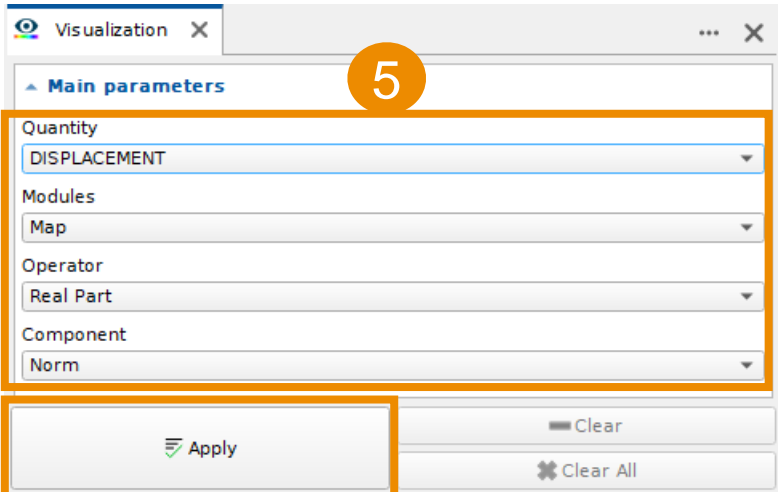 Visualization
Main parameters
5
Quantity
DISPLACEMENT
Modules
Map
Operator
Real Part
Component
Norm
Apply
Clear
Clear All